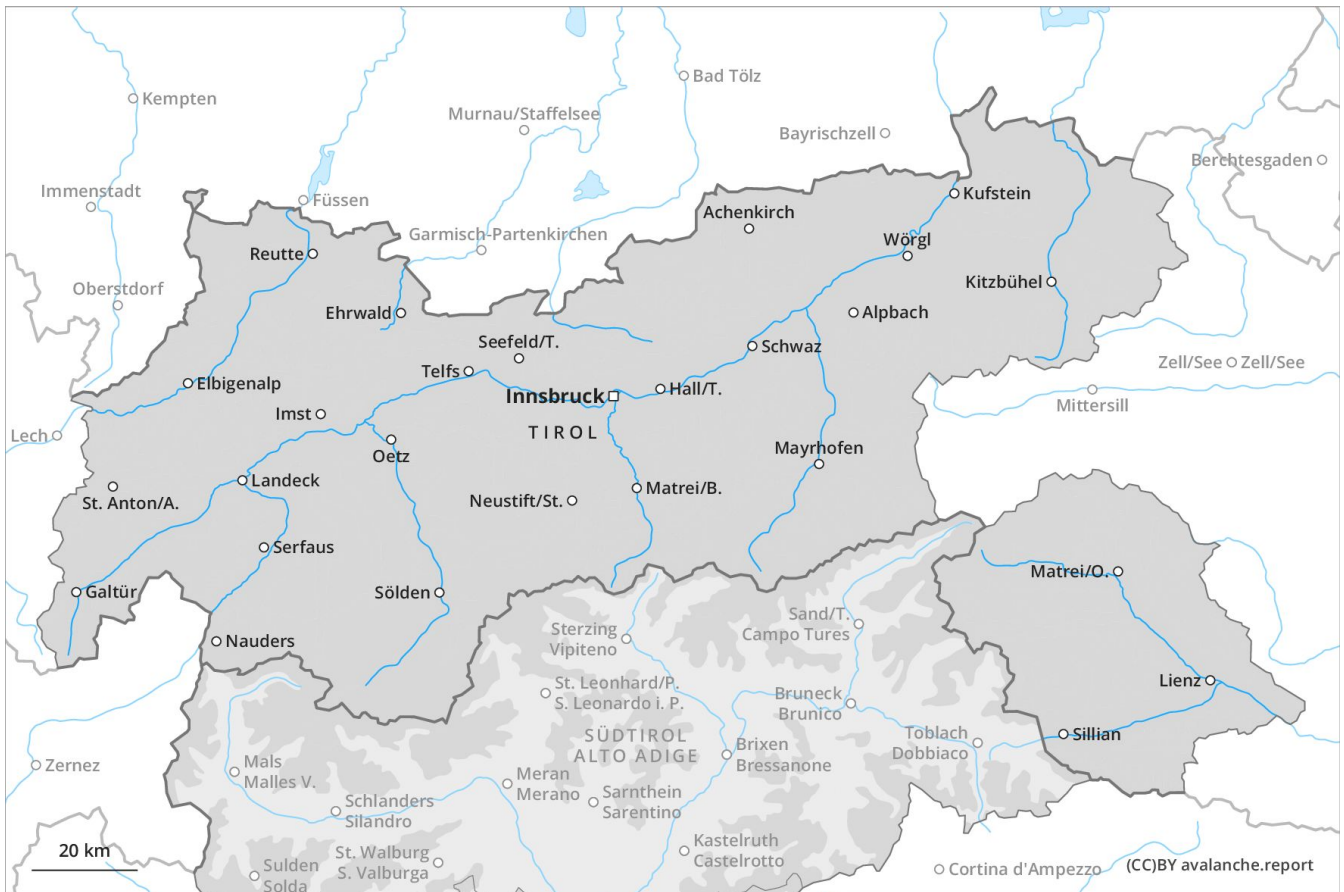 Bad Tölz
Kempten
Murnau/Staffelsee
Bayrischzell
Berchtesgaden
Immenstadt
Füssen
Kufstein
Achenkirch
Garmisch-Partenkirchen
Wörgl
Reutte
Kitzbühel
Oberstdorf
Ehrwald
Alpbach
Seefeld/T.
Schwaz
Zell/See
Zell/See
Telfs
Elbigenalp
Hall/T.
Innsbruck
Mittersill
Imst
TIROL
Lech
Mayrhofen
Oetz
Landeck
Matrei/B.
St. Anton/A.
Neustift/St.
Serfaus
Matrei/O.
Galtür
Sölden
Sand/T.
Campo Tures
Sterzing
Vipiteno
Nauders
Lienz
St. Leonhard/P.
S. Leonardo i. P.
Bruneck
Brunico
SÜDTIROL
ALTO ADIGE
Toblach
Dobbiaco
Sillian
Brixen
Bressanone
Zernez
Mals
Malles V.
Meran
Merano
Sarnthein
Sarentino
Schlanders
Silandro
Kastelruth
Castelrotto
20 km
St. Walburg
S. Valburga
Sulden
Solda
Cortina d'Ampezzo
(CC)BY avalanche.report